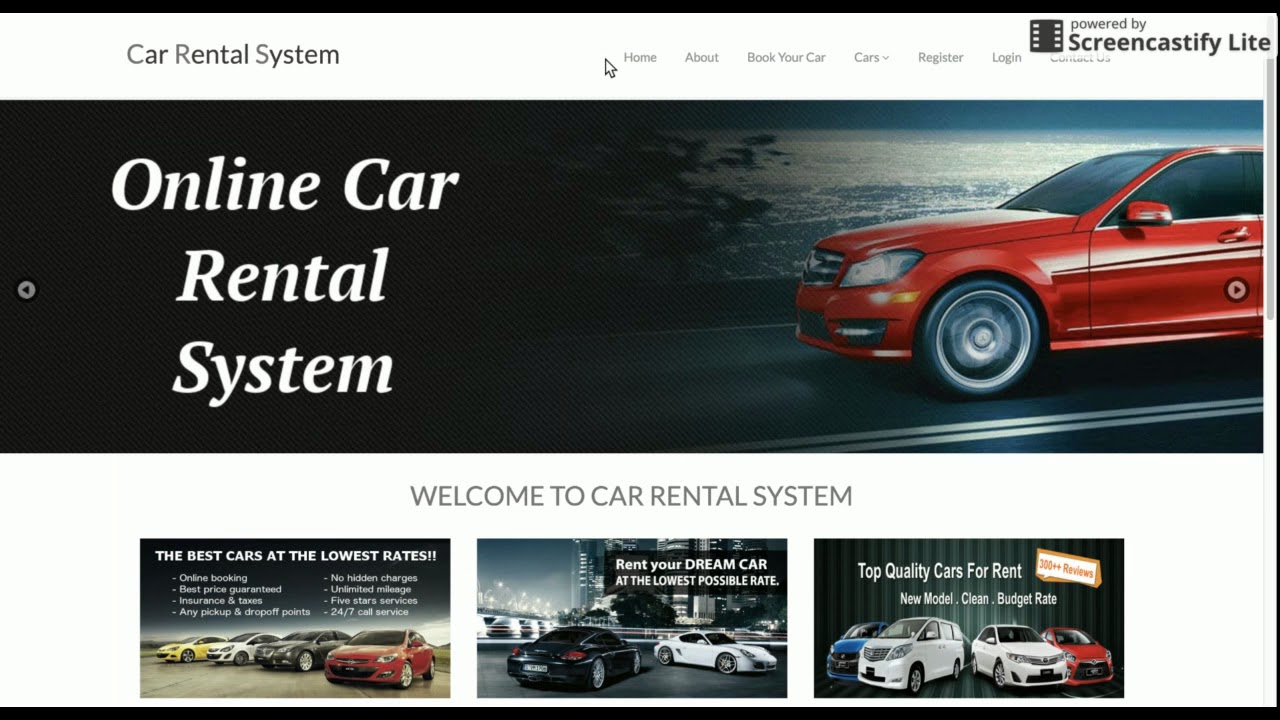 powered by
Screencastify Lite
Car Rental System
Home About Book Your Car Cars Register Login Contact Us
Online Car
Rental
System
WELCOME TO CAR RENTAL SYSTEM
THE BEST CARS AT THE LOWEST RATES!!
- Online booking
- Best price guaranteed
- Insurance & taxes
- Any pickup & dropoff points
- No hidden charges
- Unlimited mileage
- Five stars services
- 24/7 call service
Rent your DREAM CAR
AT THE LOWEST POSSIBLE RATE.
Top Quality Cars For Rent
300++ Reviews
New Model . Clean . Budget Rate